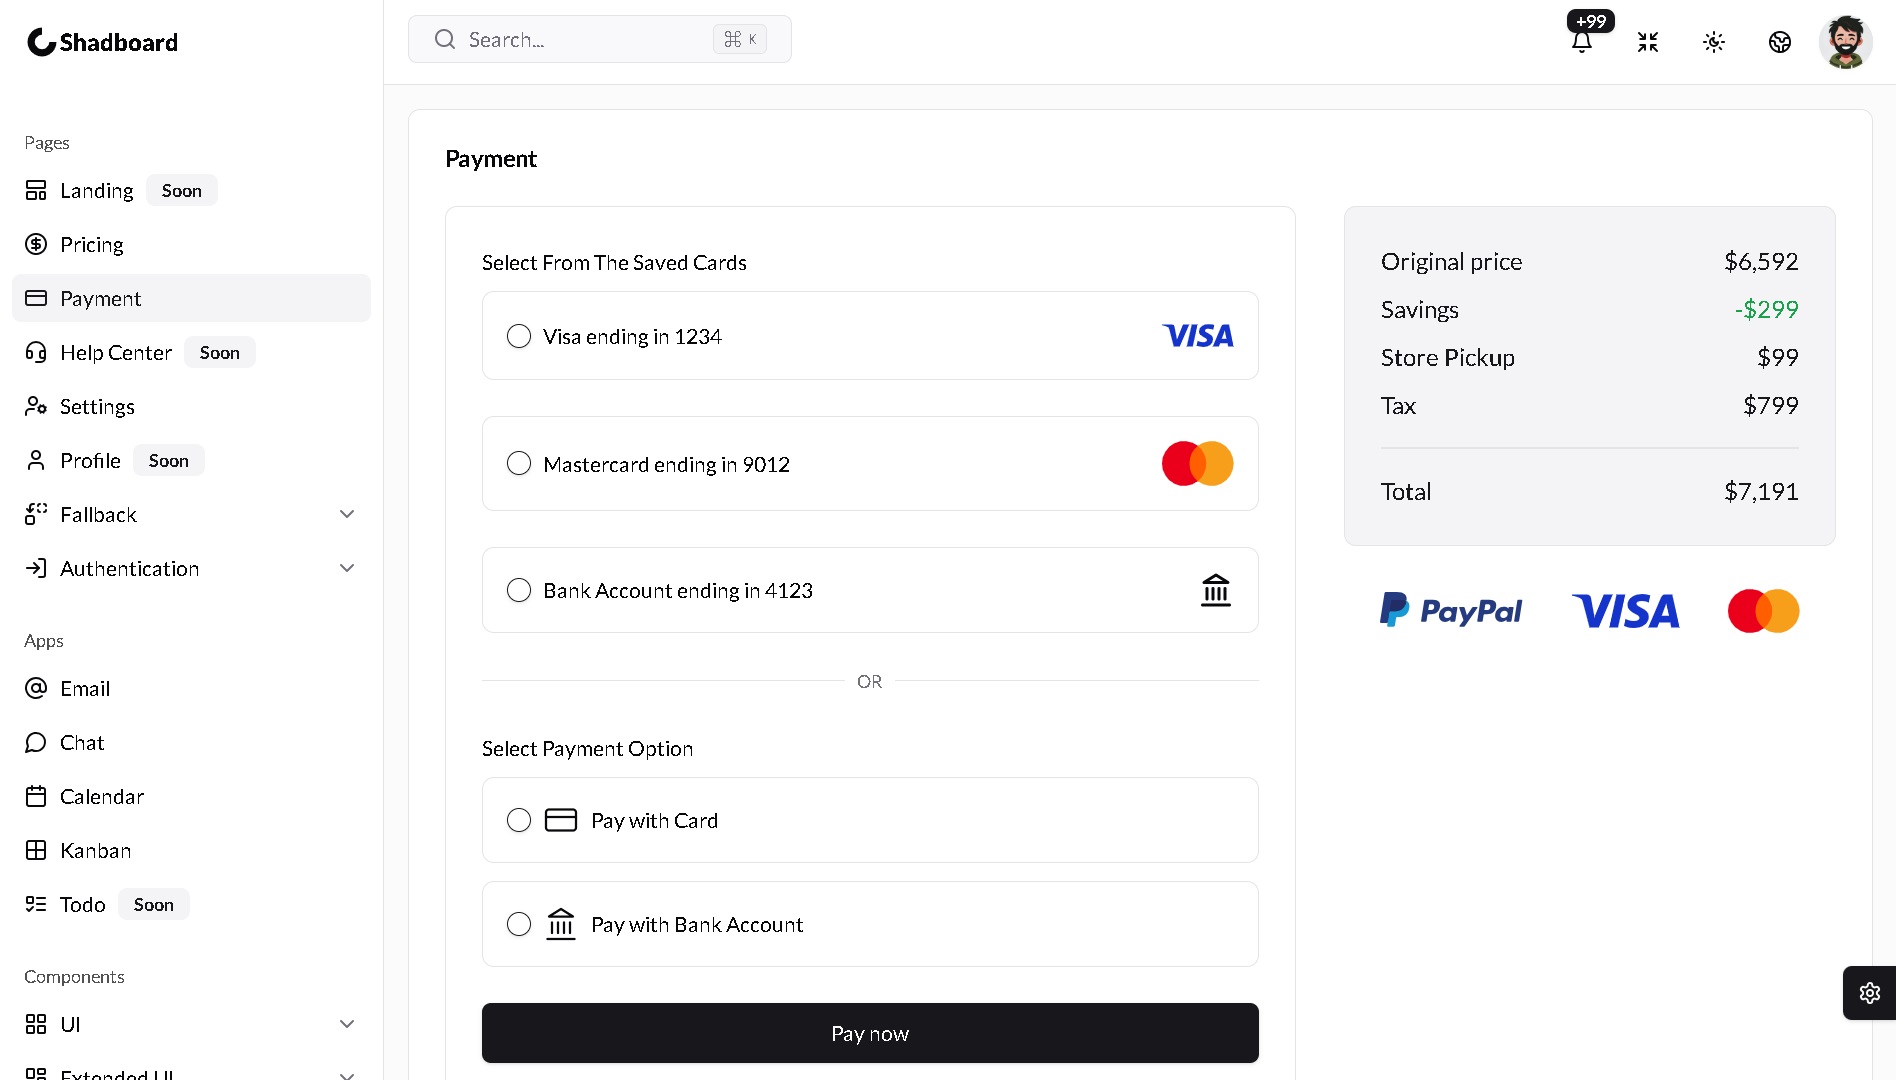 Shadboard
Search...
⌘ K
+99
Pages
Landing Soon
Pricing
Payment
Help Center Soon
Settings
Profile Soon
Fallback
Authentication
Apps
Email
Chat
Calendar
Kanban
Todo Soon
Components
UI
Extended UI
Payment
Select From The Saved Cards
Visa ending in 1234
VISA
Mastercard ending in 9012
Bank Account ending in 4123
OR
Select Payment Option
Pay with Card
Pay with Bank Account
Pay now
Original price $6,592
Savings -$299
Store Pickup $99
Tax $799
Total $7,191
PayPal VISA